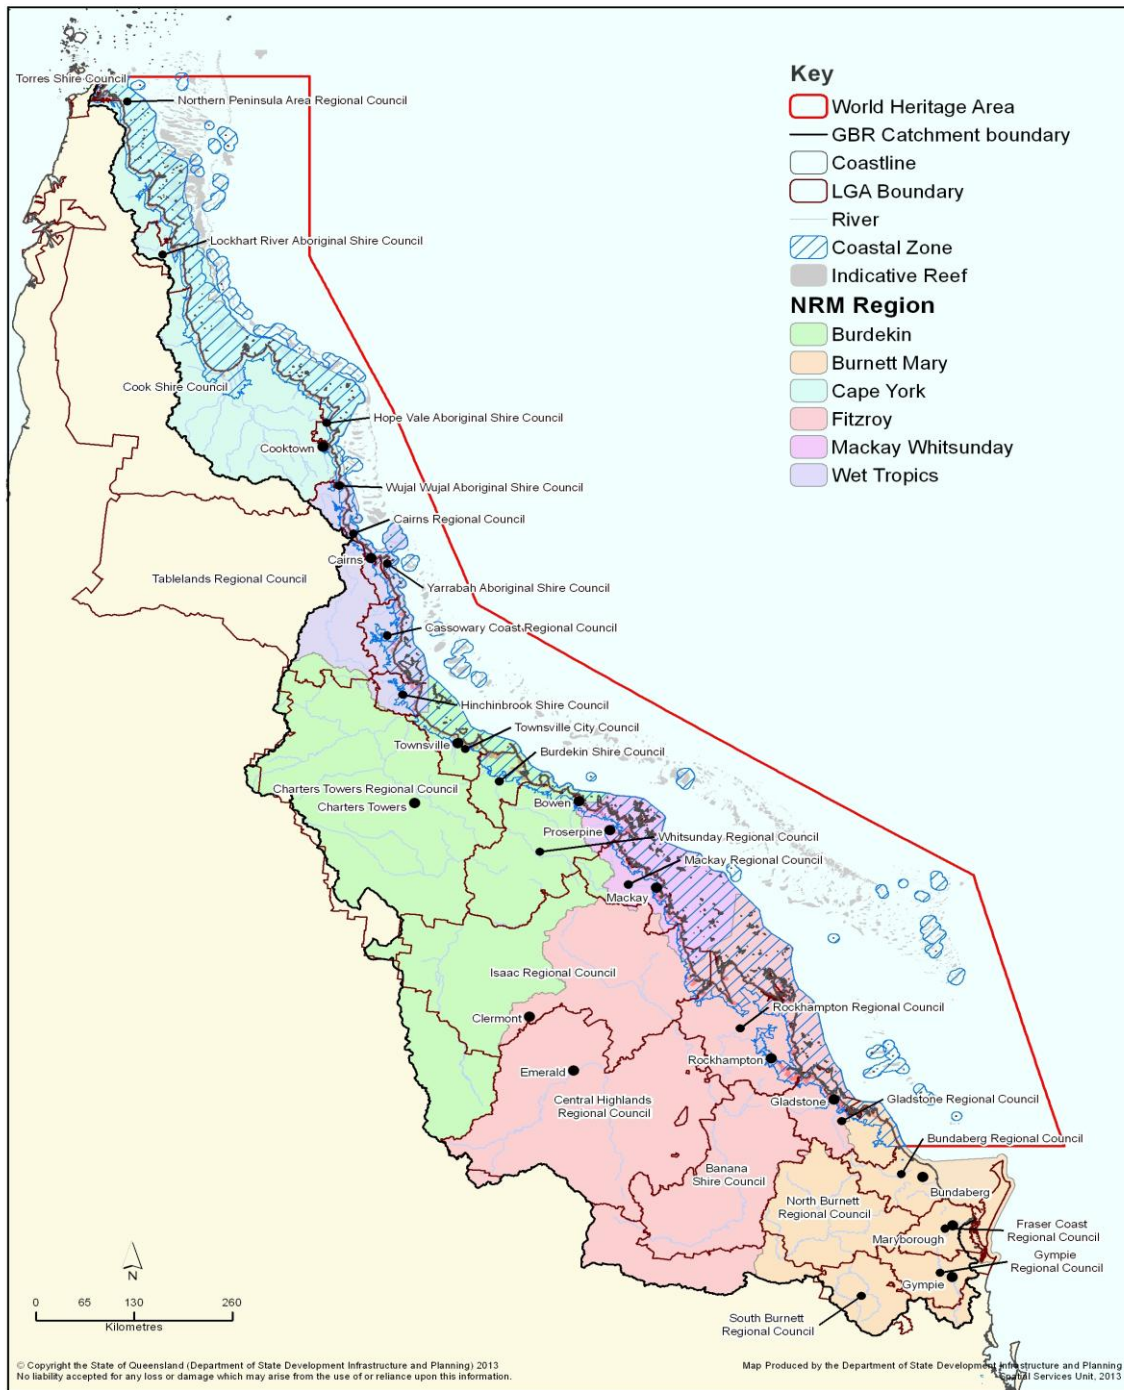 Torres Shire Council
Northern Peninsula Area Regional Council
Lockhart River Aboriginal Shire Council
Cook Shire Council
Hope Vale Aboriginal Shire Council
Cooktown
Wujal Wujal Aboriginal Shire Council
Cairns Regional Council
Cairns
Tablelands Regional Council
Yarrabah Aboriginal Shire Council
Cassowary Coast Regional Council
Hinchinbrook Shire Council
Townsville City Council
Townsville
Burdekin Shire Council
Charters Towers Regional Council
Charters Towers
Bowen
Proserpine
Whitsunday Regional Council
Mackay Regional Council
Mackay
Isaac Regional Council
Rockhampton Regional Council
Clermont
Rockhampton
Emerald
Central Highlands
Regional Council
Gladstone
Gladstone Regional Council
Bundaberg Regional Council
Banana
Shire Council
North Burnett
Regional Council
Bundaberg
Maryborough
Fraser Coast
Regional Council
Gympie
Regional Council
Gympie
South Burnett
Regional Council
Key
World Heritage Area
GBR Catchment boundary
Coastline
LGA Boundary
River
Coastal Zone
Indicative Reef
NRM Region
Burdekin
Burnett Mary
Cape York
Fitzroy
Mackay Whitsunday
Wet Tropics
N
0 65 130 260
Kilometres
© Copyright the State of Queensland (Department of State Development Infrastructure and Planning) 2013
No liability accepted for any loss or damage which may arise from the use of or reliance upon this information.
Map Produced by the Department of State Development Infrastructure and Planning
Spatial Services Unit, 2013